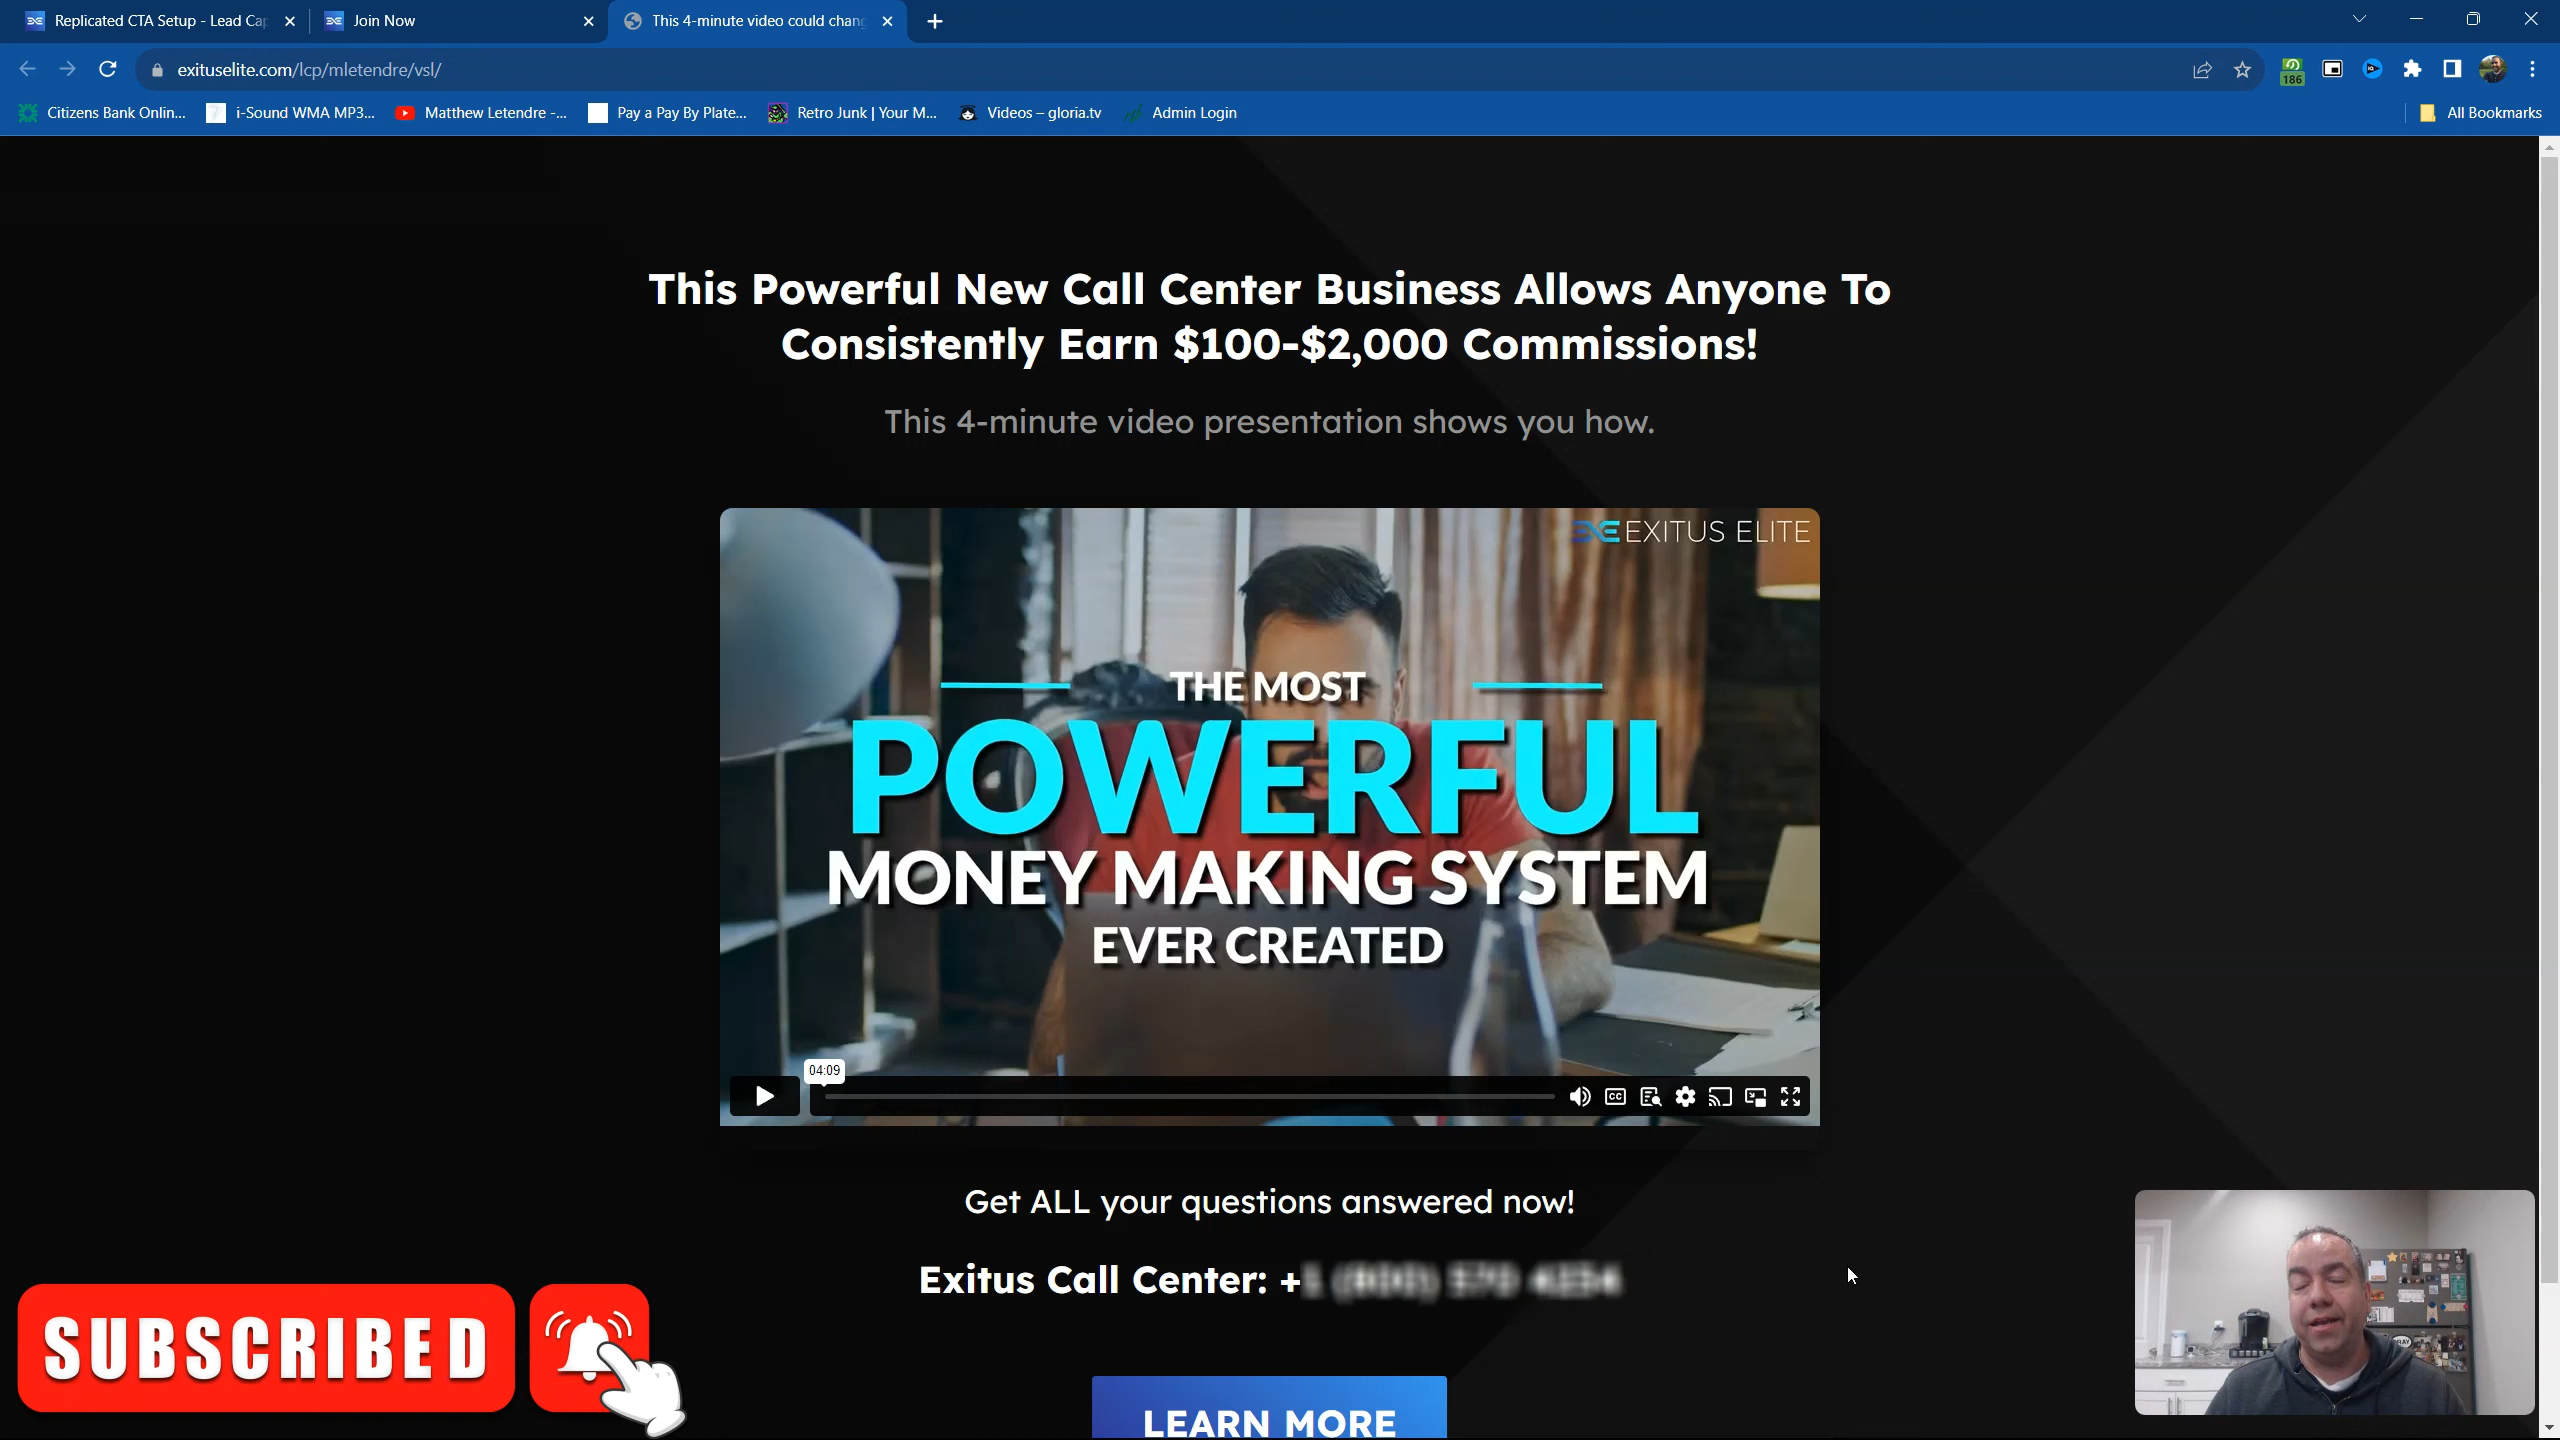 Replicated CTA Setup - Lead Cap
Join Now
This 4-minute video could chan
exituselite.com/lcp/mletendre/vsl/
186
Citizens Bank Onlin...
i-Sound WMA MP3...
Matthew Letendre -...
Pay a Pay By Plate...
Retro Junk | Your M...
Videos – gloria.tv
Admin Login
All Bookmarks
This Powerful New Call Center Business Allows Anyone To
Consistently Earn $100-$2,000 Commissions!
This 4-minute video presentation shows you how.
EXITUS ELITE
THE MOST
POWERFUL
MONEY MAKING SYSTEM
EVER CREATED
04:09
CC
Get ALL your questions answered now!
Exitus Call Center: +
SUBSCRIBED
LEARN MORE